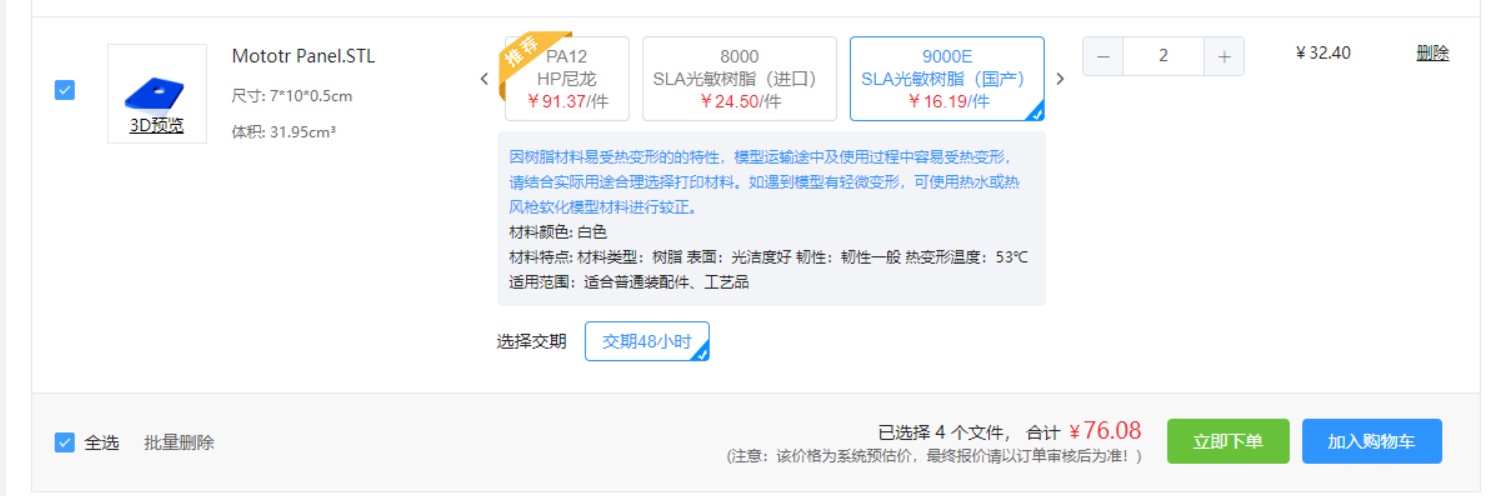 Mototr Panel.STL
尺寸: 7*10*0.5cm
体积: 31.95cm³
3D预览
推荐
PA12
HP尼龙
￥91.37/件
8000
SLA光敏树脂（进口）
￥24.50/件
9000E
SLA光敏树脂（国产）
￥16.19/件
2
￥32.40
删除
因树脂材料易受热变形的的特性，模型运输途中及使用过程中容易受热变形，
请结合实际用途合理选择打印材料。如遇到模型有轻微变形，可使用热水或热
风枪软化模型材料进行较正。
材料颜色: 白色
材料特点: 材料类型：树脂 表面：光洁度好 韧性：韧性一般 热变形温度：53℃
适用范围：适合普通装配件、工艺品
选择交期
交期48小时
全选
批量删除
已选择 4 个文件， 合计 ￥76.08
(注意：该价格为系统预估价，最终报价请以订单审核后为准！)
立即下单
加入购物车